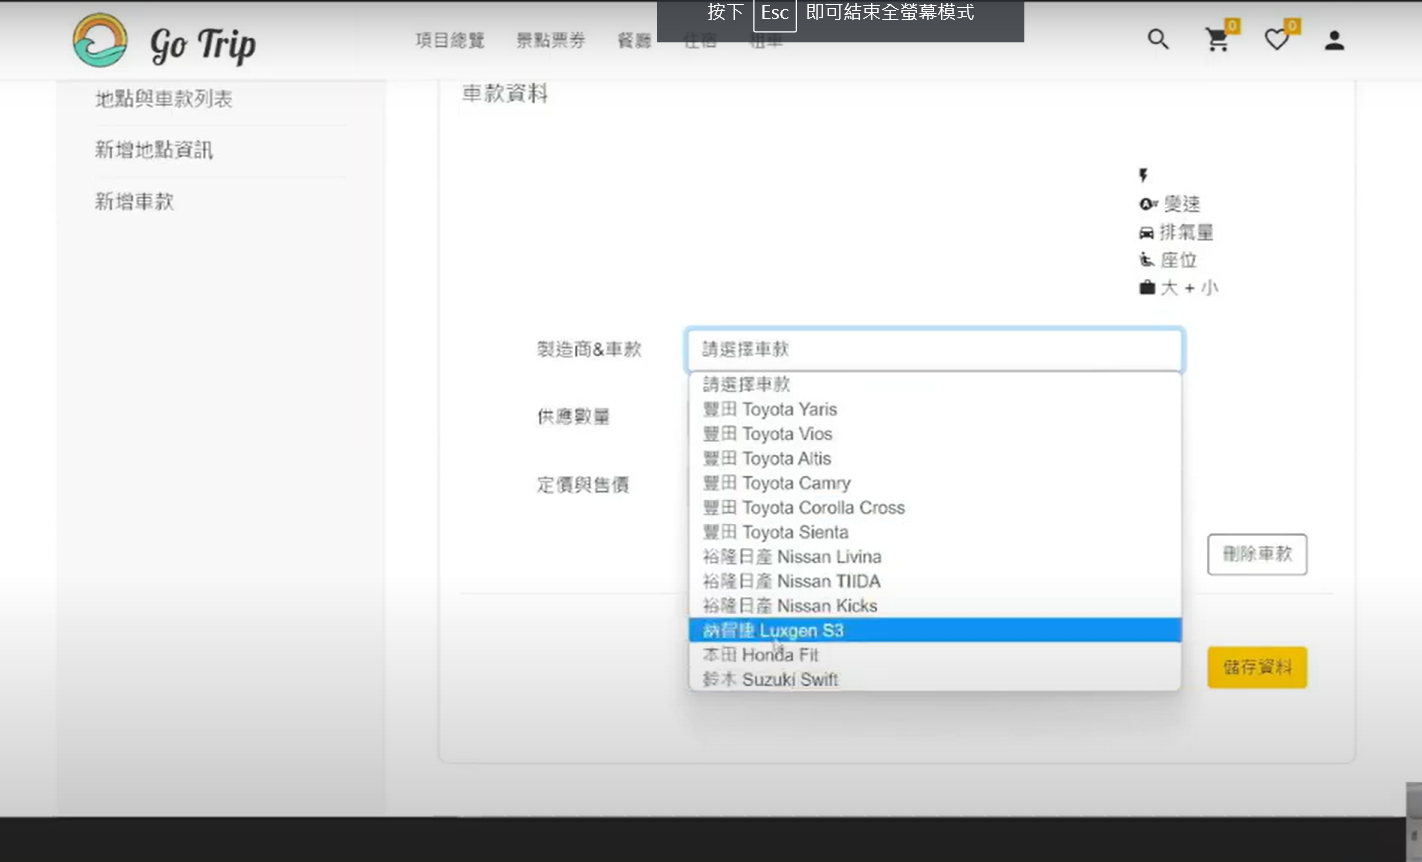 按下 Esc 即可結束全螢幕模式
Go Trip
項目總覽 景點票券 餐廳 住宿 租車
0 0
地點與車款列表
新增地點資訊
新增車款
車款資料
變速
排氣量
座位
大 + 小
製造商&車款
請選擇車款
請選擇車款
豐田 Toyota Yaris
豐田 Toyota Vios
豐田 Toyota Altis
豐田 Toyota Camry
豐田 Toyota Corolla Cross
豐田 Toyota Sienta
裕隆日產 Nissan Livina
裕隆日產 Nissan TIIDA
裕隆日產 Nissan Kicks
納智捷 Luxgen S3
本田 Honda Fit
鈴木 Suzuki Swift
供應數量
定價與售價
刪除車款
儲存資料